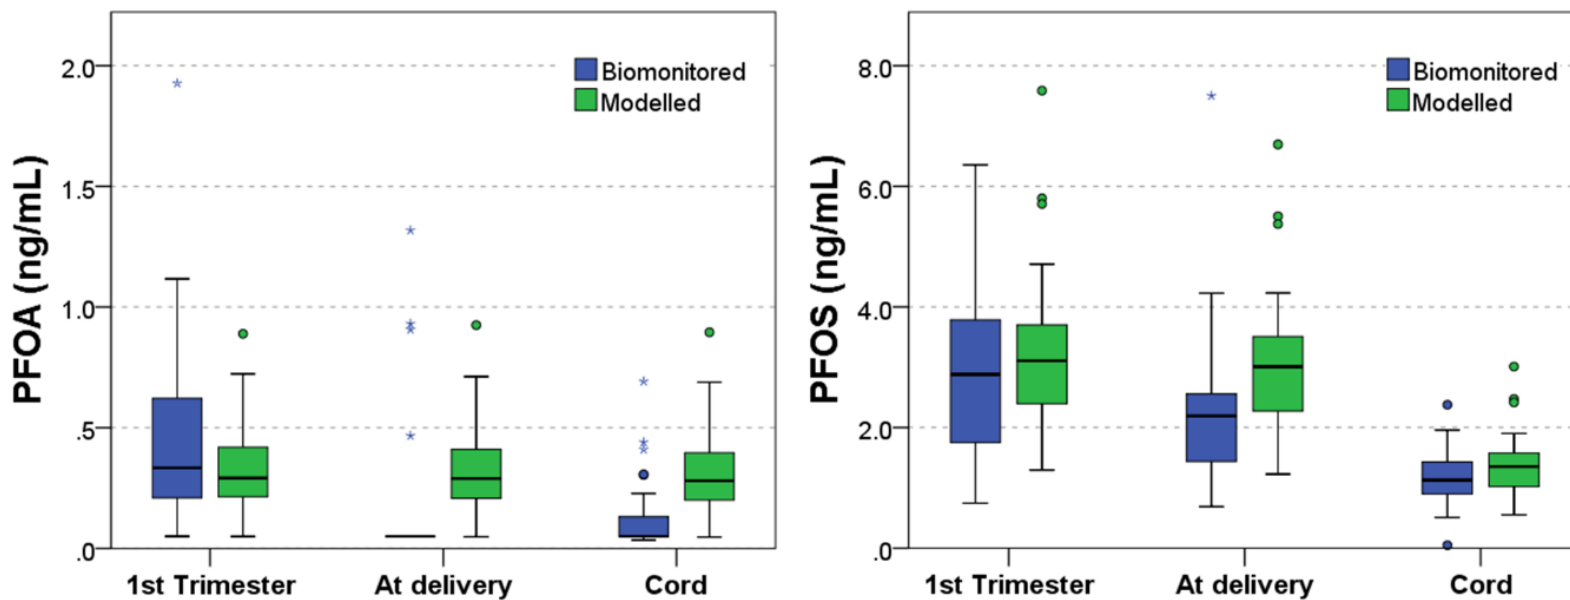 PFOA (ng/mL)
2.0
1.5
1.0
.5
.0
Biomonitored
Modelled
1st Trimester
At delivery
Cord
PFOS (ng/mL)
8.0
6.0
4.0
2.0
.0
Biomonitored
Modelled
1st Trimester
At delivery
Cord